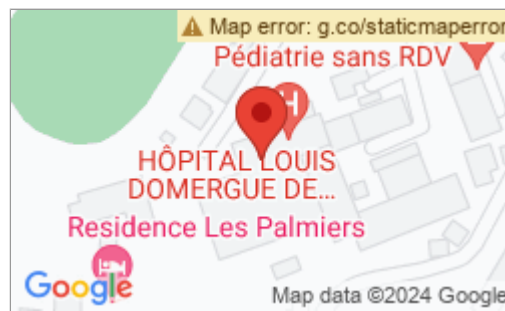 ⚠ Map error: g.co/staticmaperror
Pédiatrie sans RDV
H
HÔPITAL LOUIS
DOMERGUE DE...
Residence Les Palmiers
Google
Map data ©2024 Google